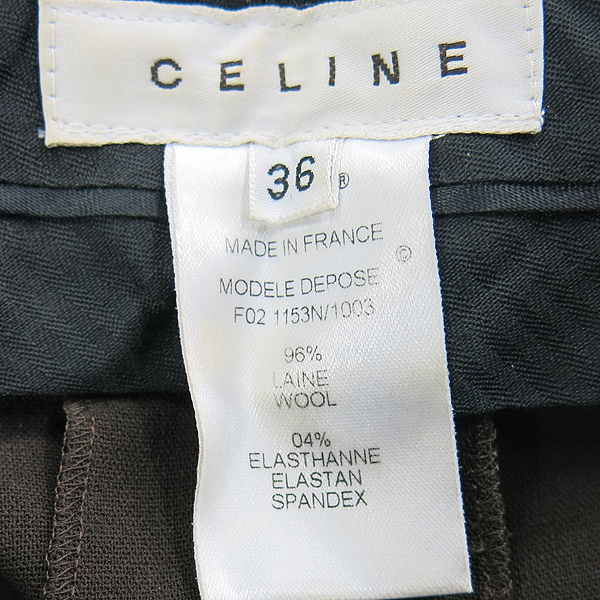 CELINE
36 ®
MADE IN FRANCE
©
MODELE DEPOSE
F02 1153N/1003
96%
LAINE
WOOL
04%
ELASTHANNE
ELASTAN
SPANDEX